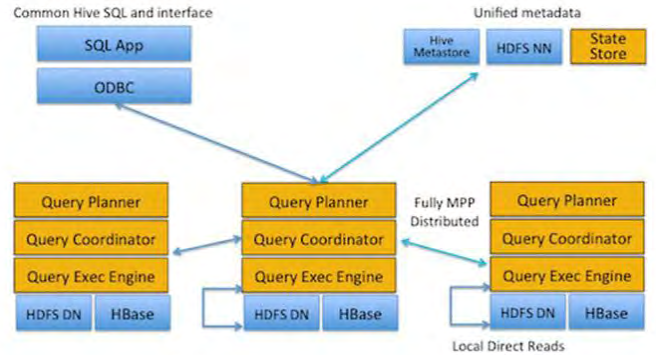 Common Hive SQL and interface
Unified metadata
SQL App
ODBC
Hive
Metastore
HDFS NN
State
Store
Query Planner
Query Coordinator
Query Exec Engine
HDFS DN
HBase
Query Planner
Query Coordinator
Query Exec Engine
HDFS DN
HBase
Fully MPP
Distributed
Query Planner
Query Coordinator
Query Exec Engine
HDFS DN
HBase
Local Direct Reads